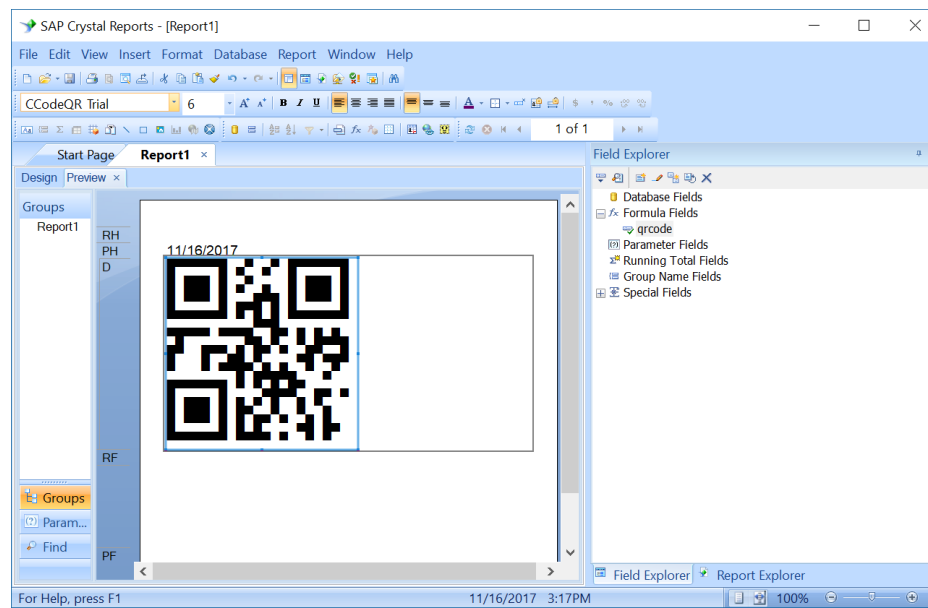 SAP Crystal Reports - [Report1]
File Edit View Insert Format Database Report Window Help
CCodeQR Trial 6 B I U
1 of 1
Start Page Report1 ×
Field Explorer
Design Preview ×
Groups
Report1
RH
PH
D
RF
PF
11/16/2017
Groups
Param...
Find
Database Fields
Formula Fields
qrcode
Parameter Fields
Running Total Fields
Group Name Fields
Special Fields
Field Explorer Report Explorer
For Help, press F1 11/16/2017 3:17PM 100%